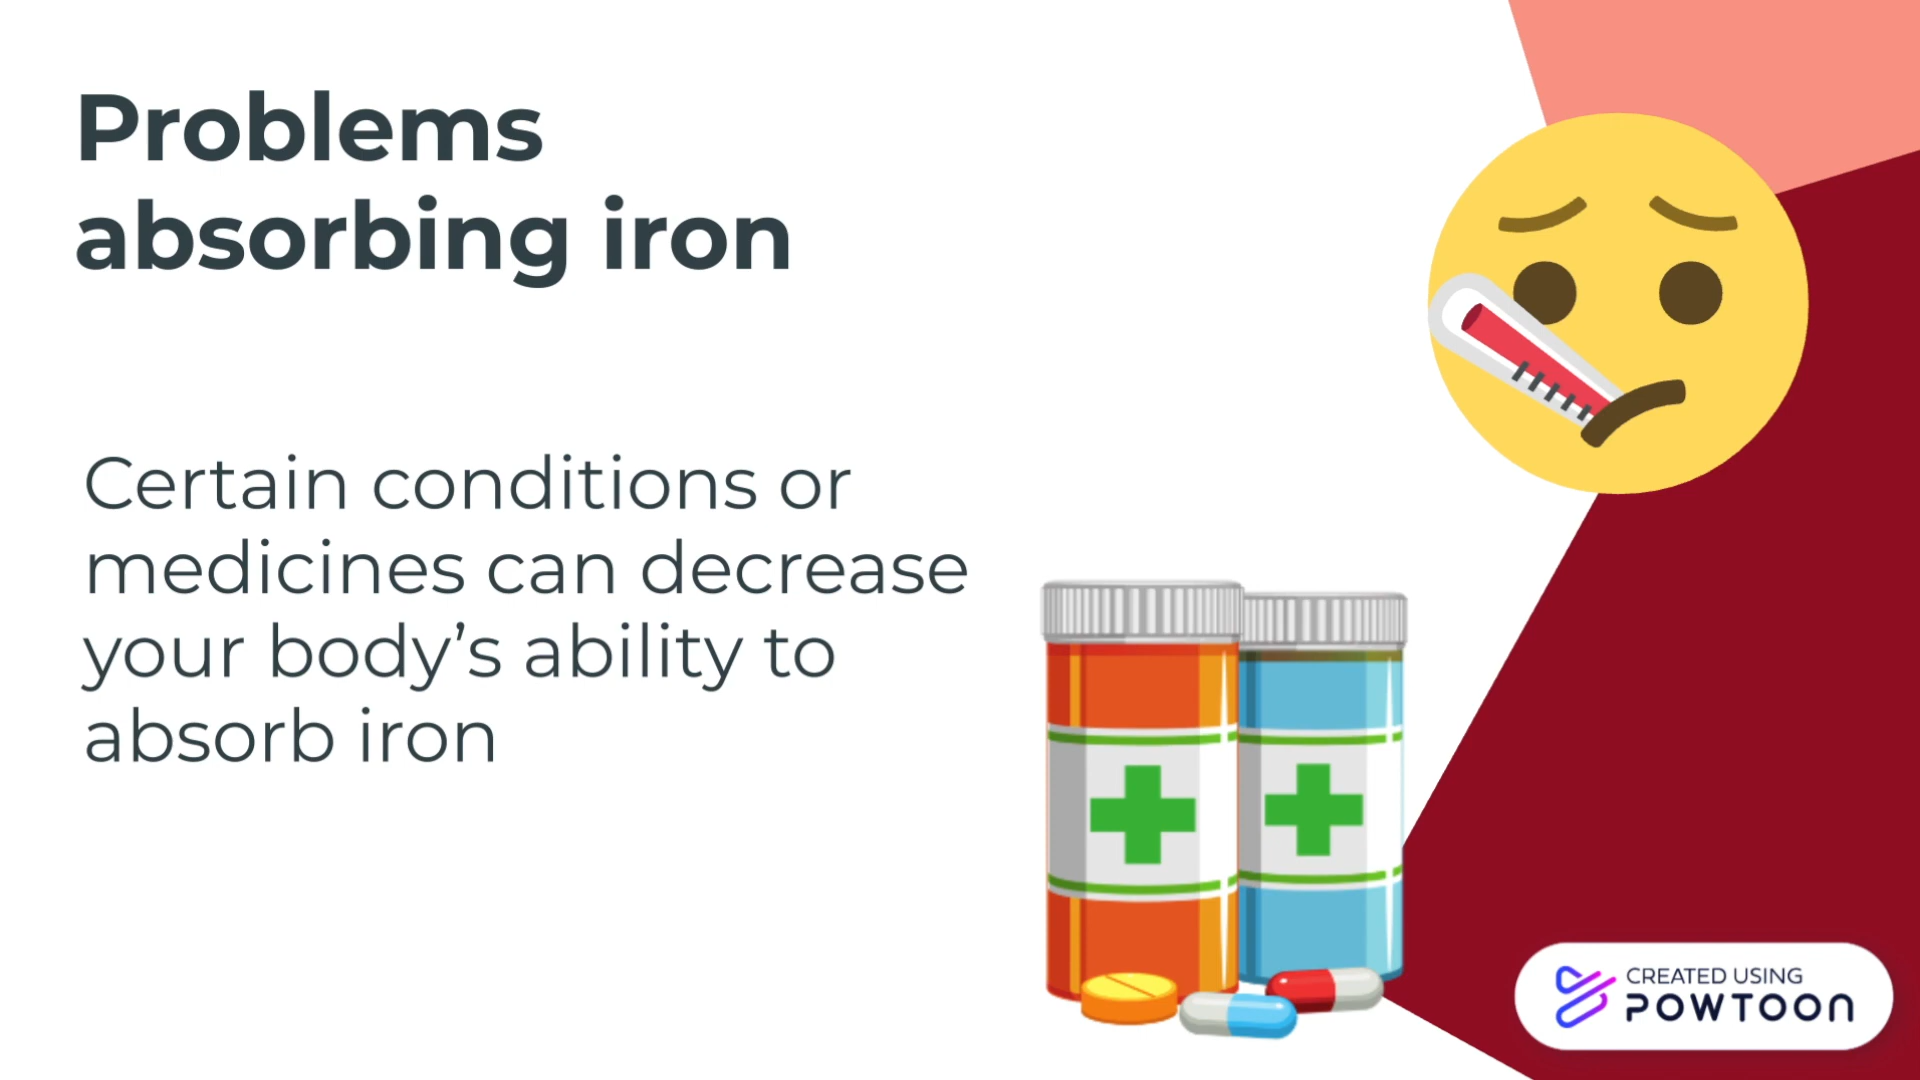 Problems
absorbing iron
Certain conditions or
medicines can decrease
your body’s ability to
absorb iron
CREATED USING
POWTOON